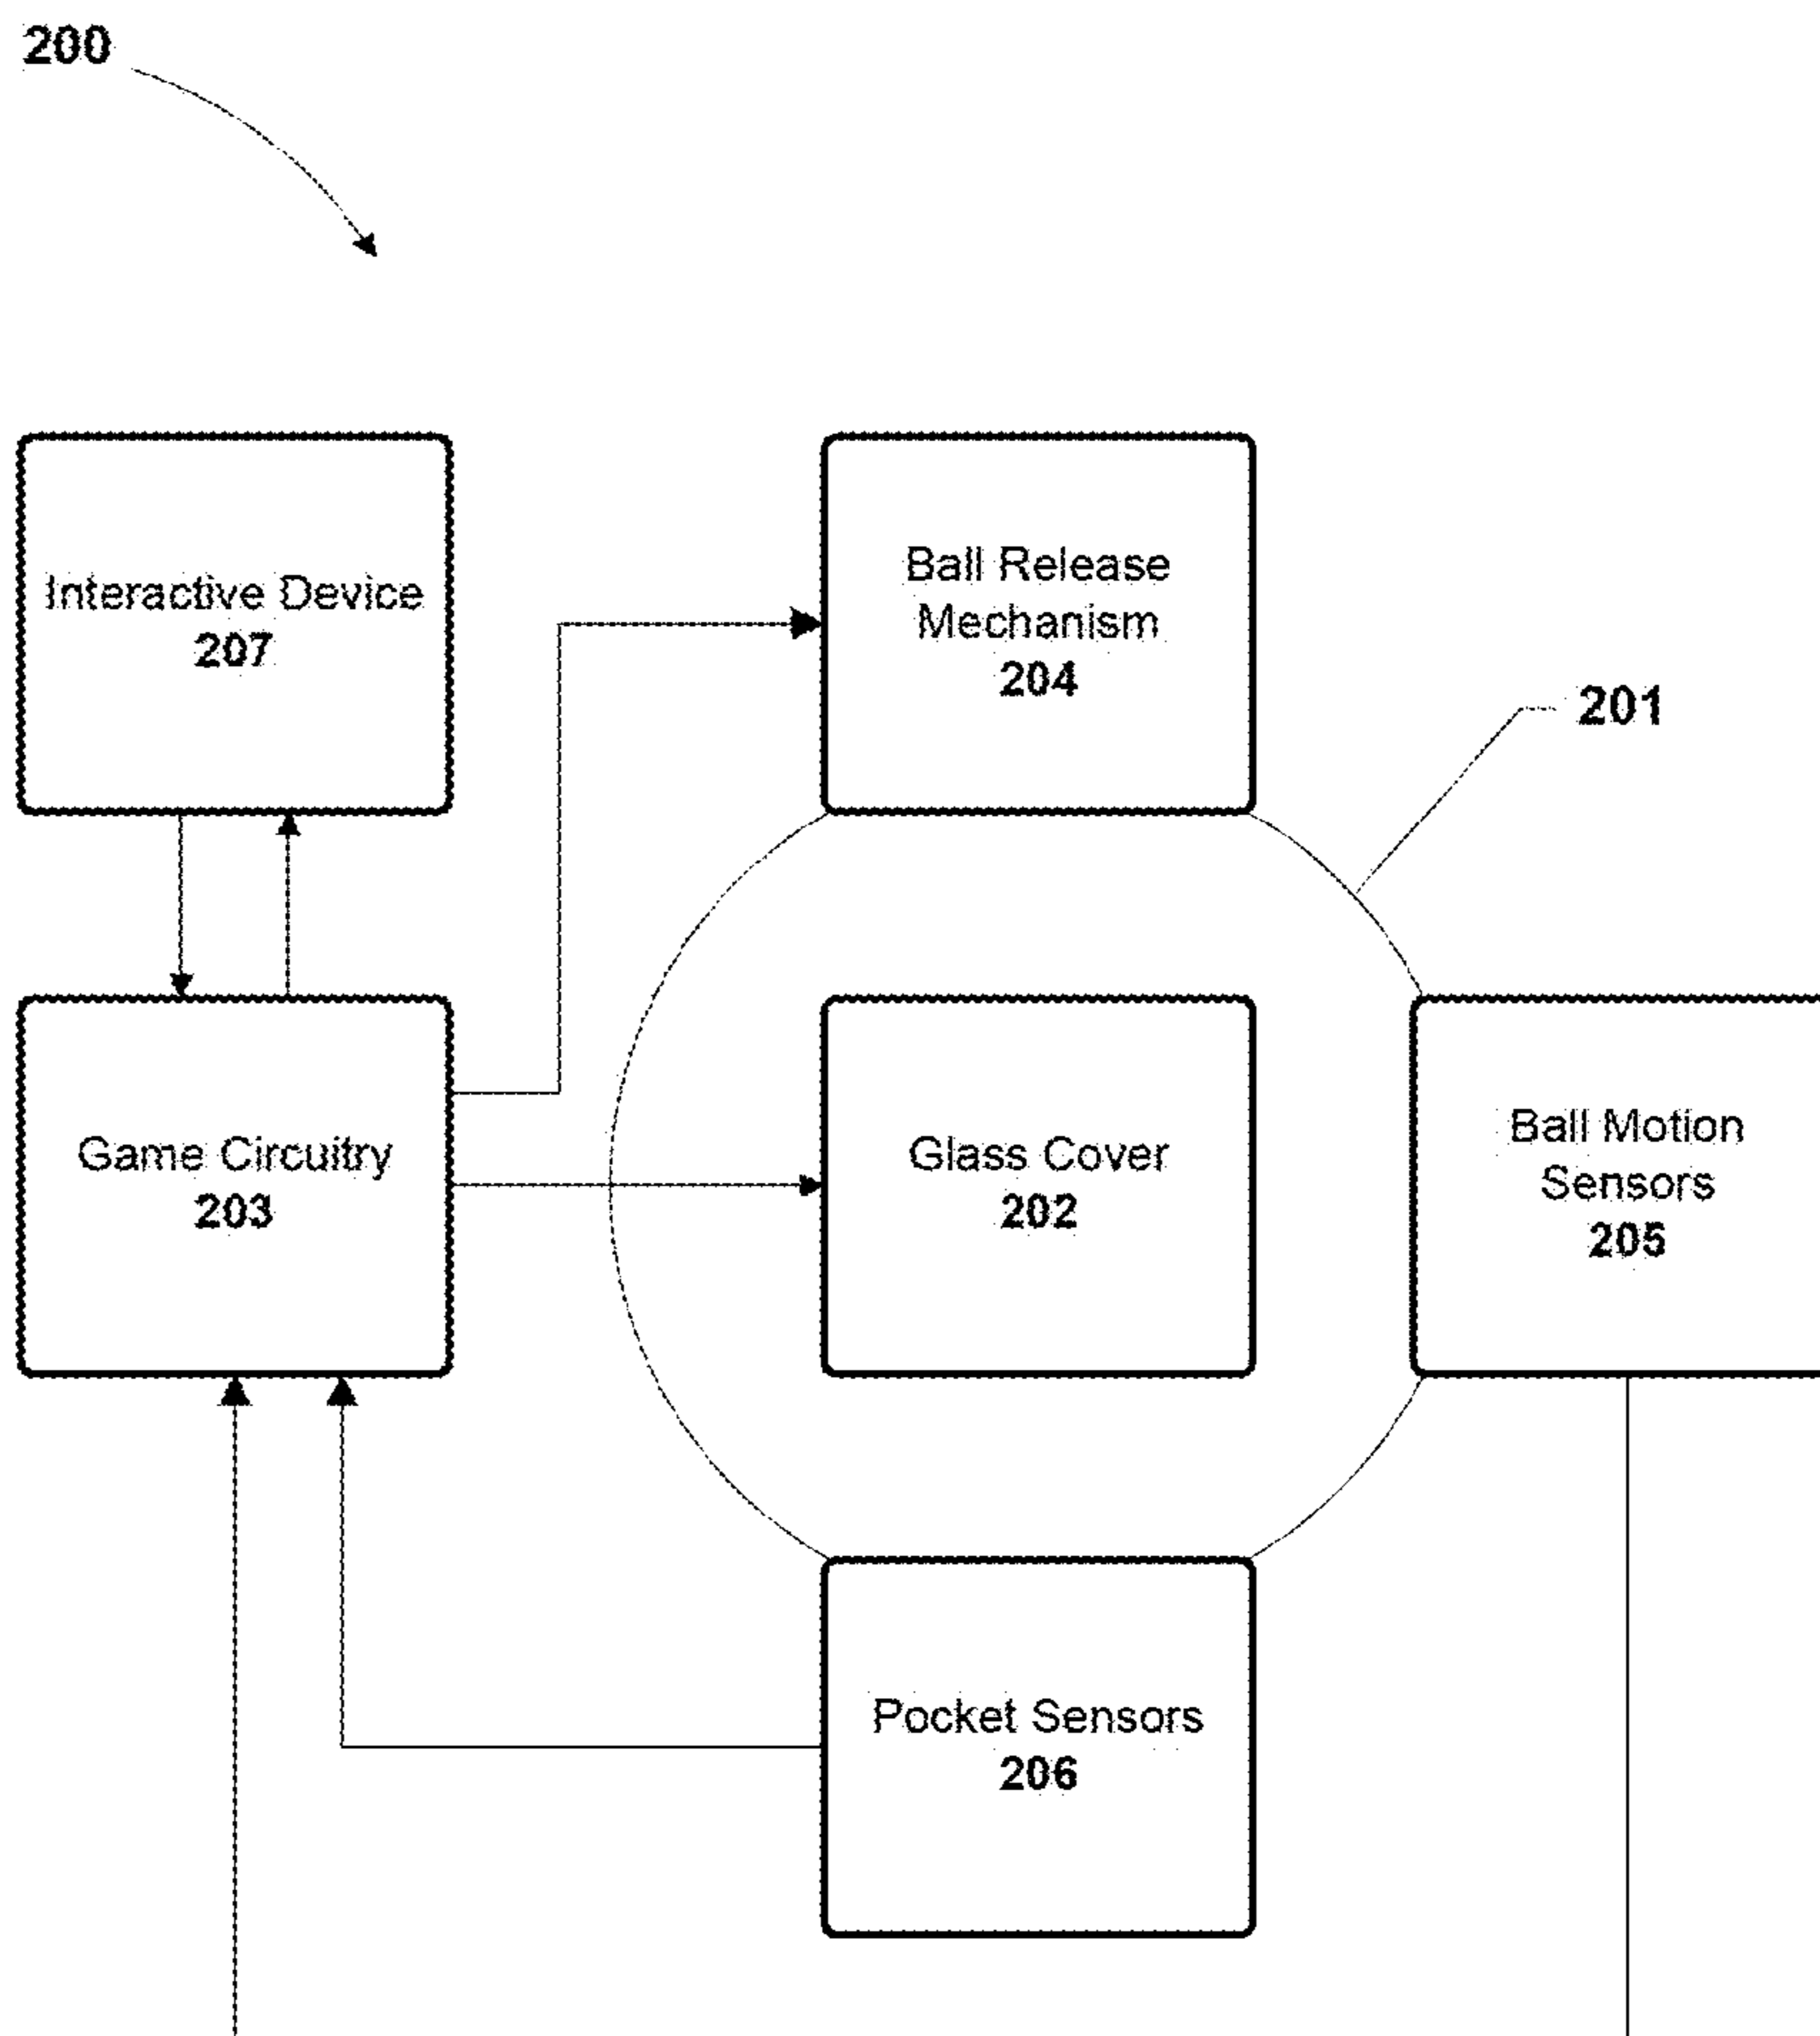 200
Interactive Device
207
Ball Release
Mechanism
204
201
Game Circuitry
203
Glass Cover
202
Ball Motion
Sensors
205
Pocket Sensors
206